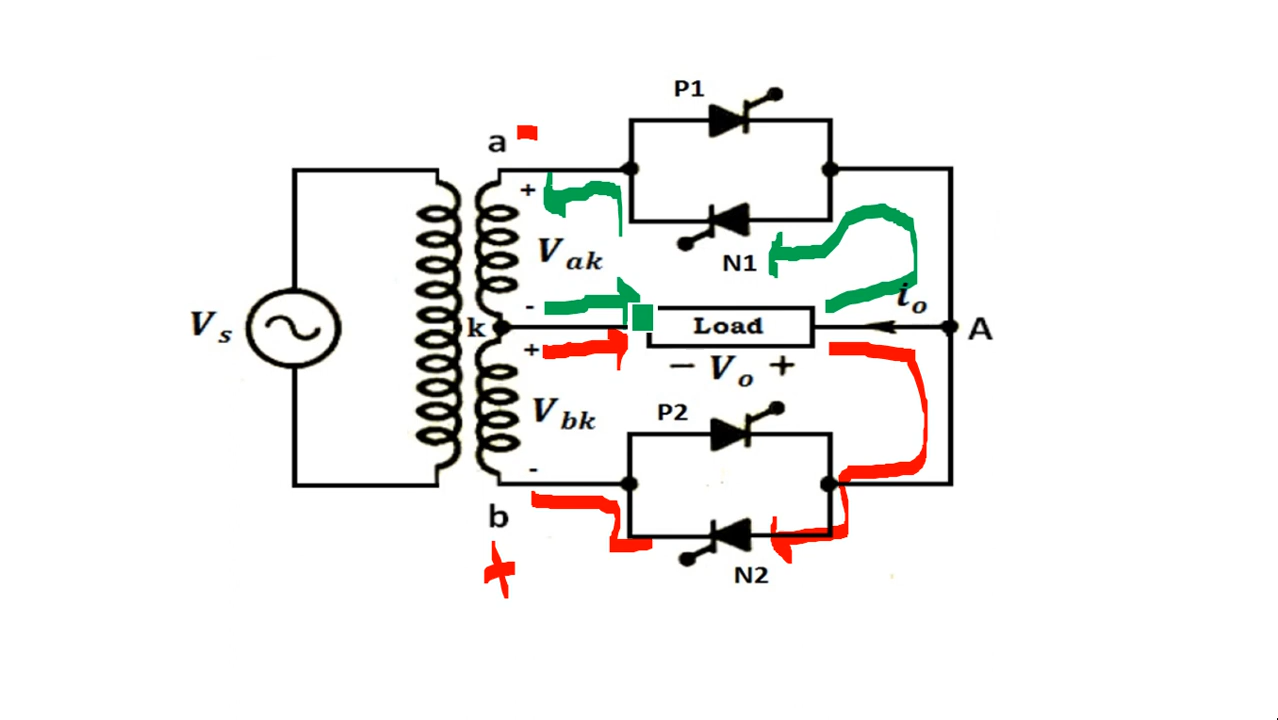 P1
a
+
V_ak
N1
-
i_o
V_s
k
Load
A
+
- V_o +
P2
V_bk
-
b
N2